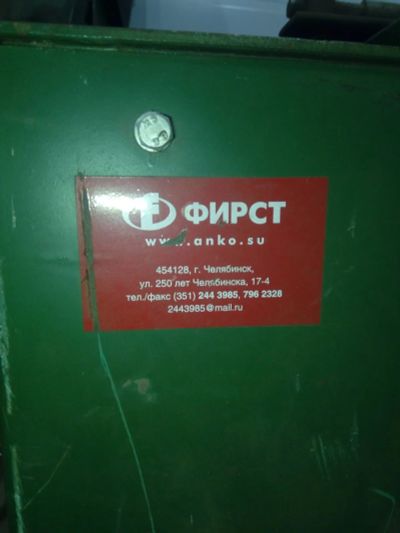 ФИРСТ
www.anko.su
454128, г. Челябинск,
ул. 250 лет Челябинска, 17-4
тел./факс (351) 244 3985, 796 2328
2443985@mail.ru